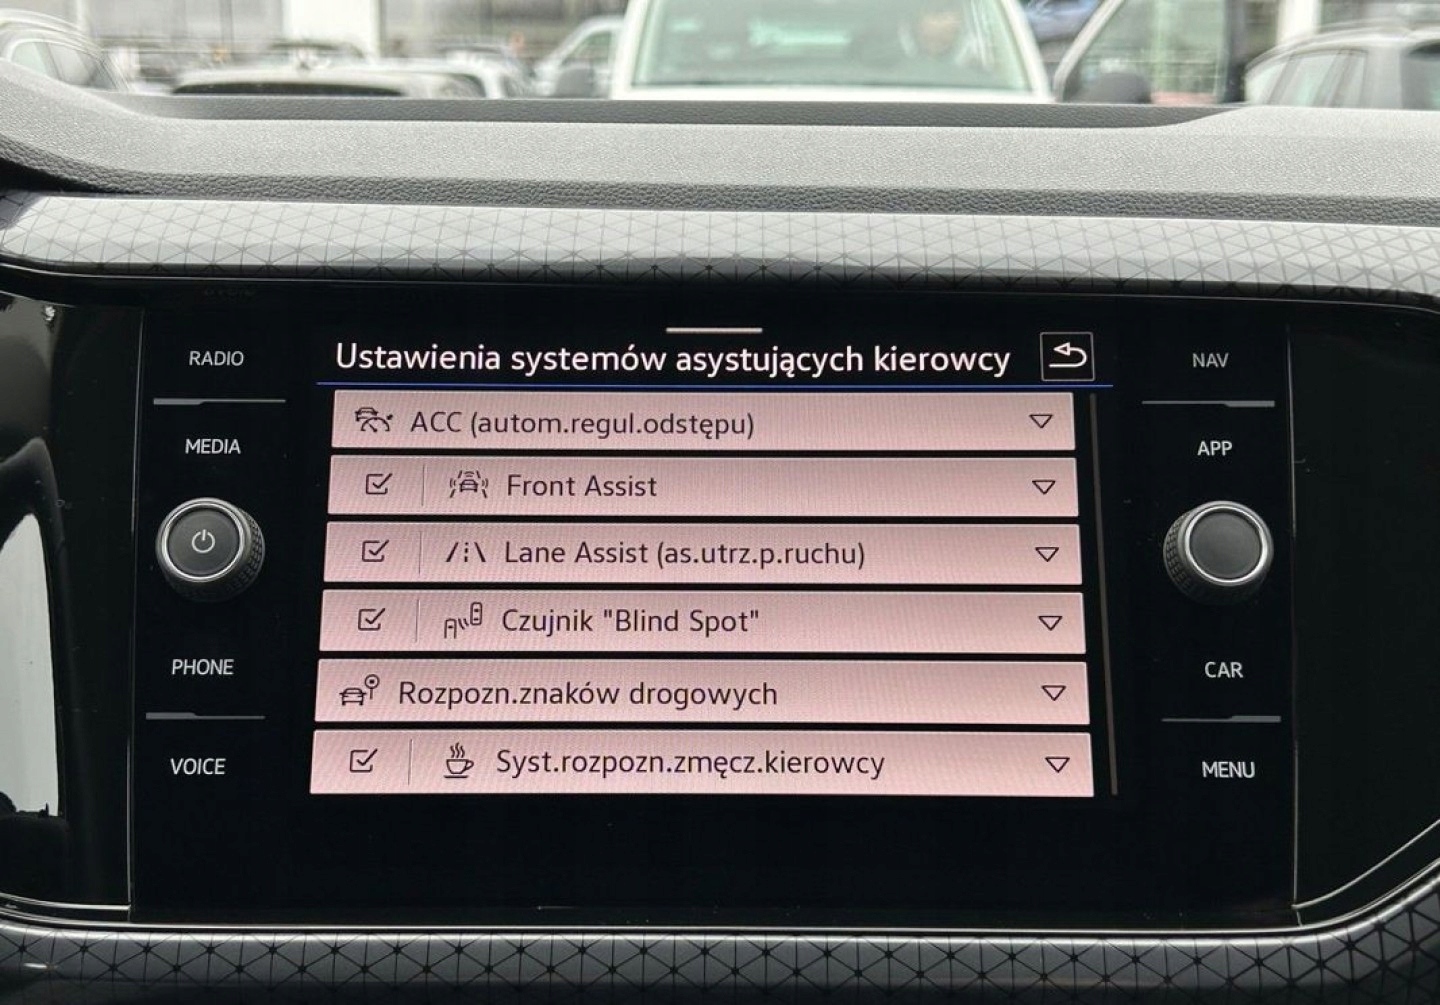 RADIO
MEDIA
PHONE
VOICE
Ustawienia systemów asystujących kierowcy
ACC (autom.regul.odstępu)
Front Assist
Lane Assist (as.utrz.p.ruchu)
Czujnik "Blind Spot"
Rozpozn.znaków drogowych
Syst.rozpozn.zmęcz.kierowcy
NAV
APP
CAR
MENU